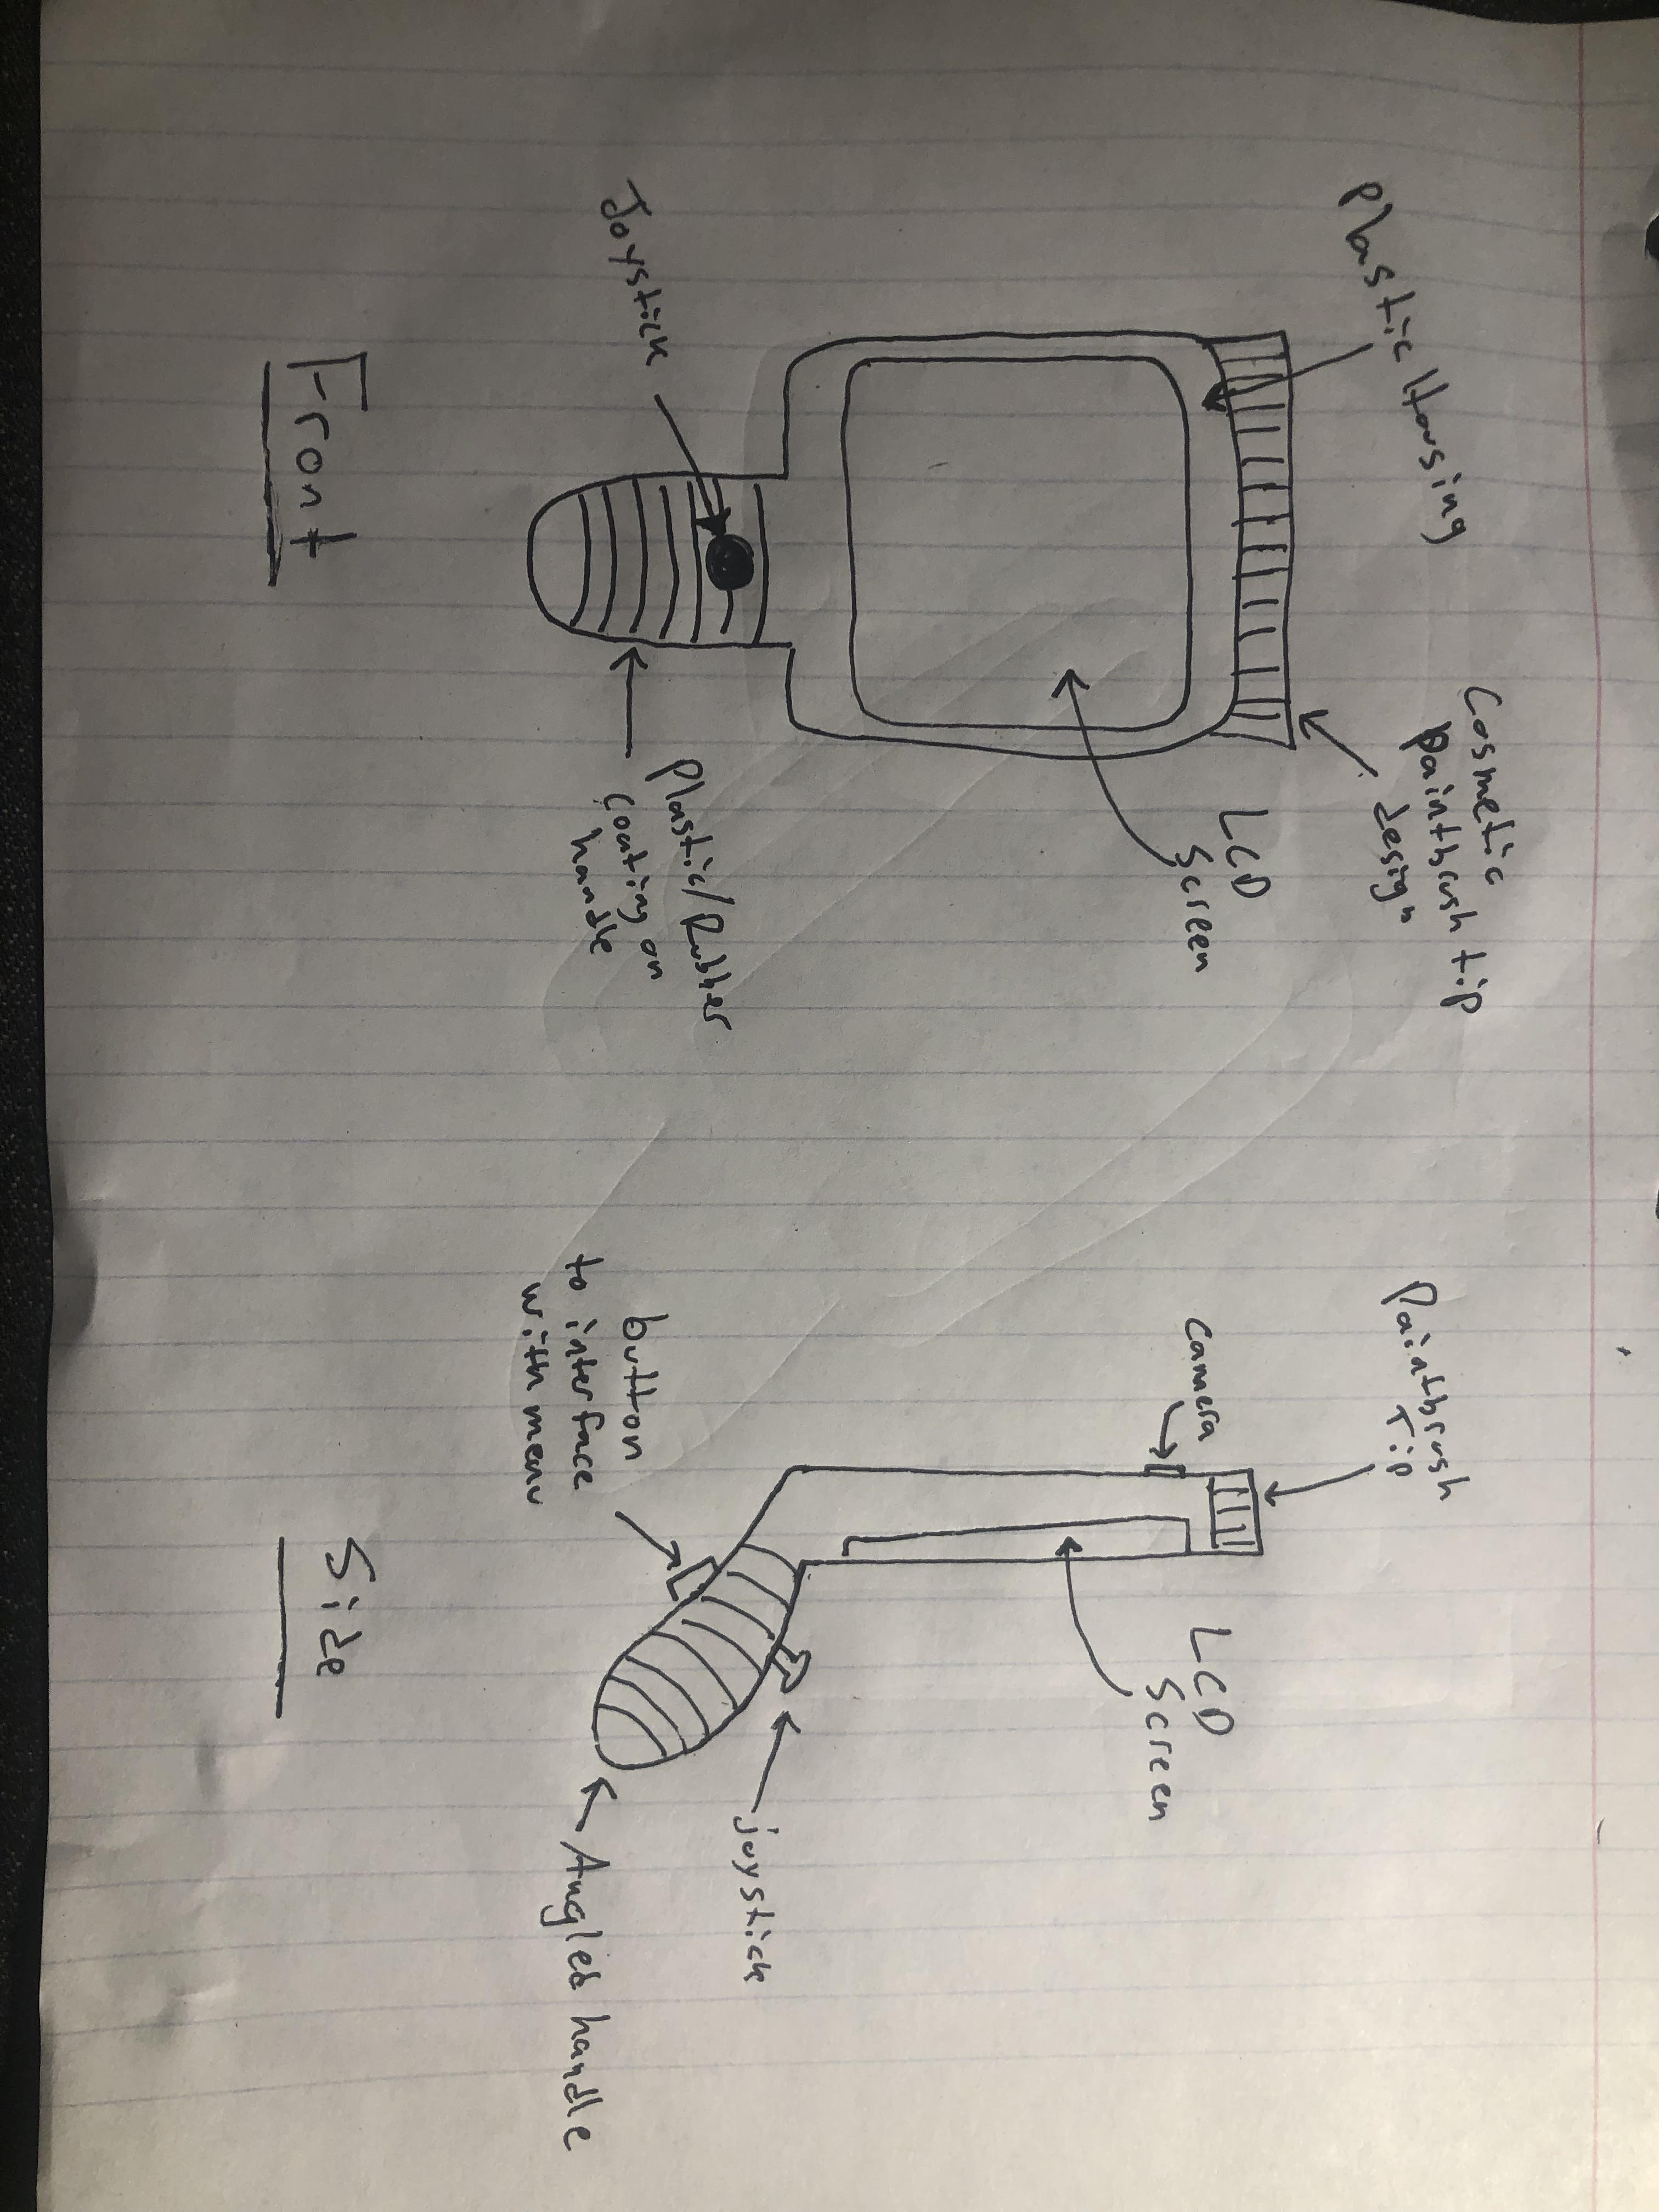 Plastic Housing
Cosmetic
paintbrush tip
design
LCD
Screen
Joystick
Plastic/Rubber
coating on
handle
Front
Paintbrush
Tip
Camera
LCD
Screen
joystick
button
to interface
with menu
Angled handle
Side